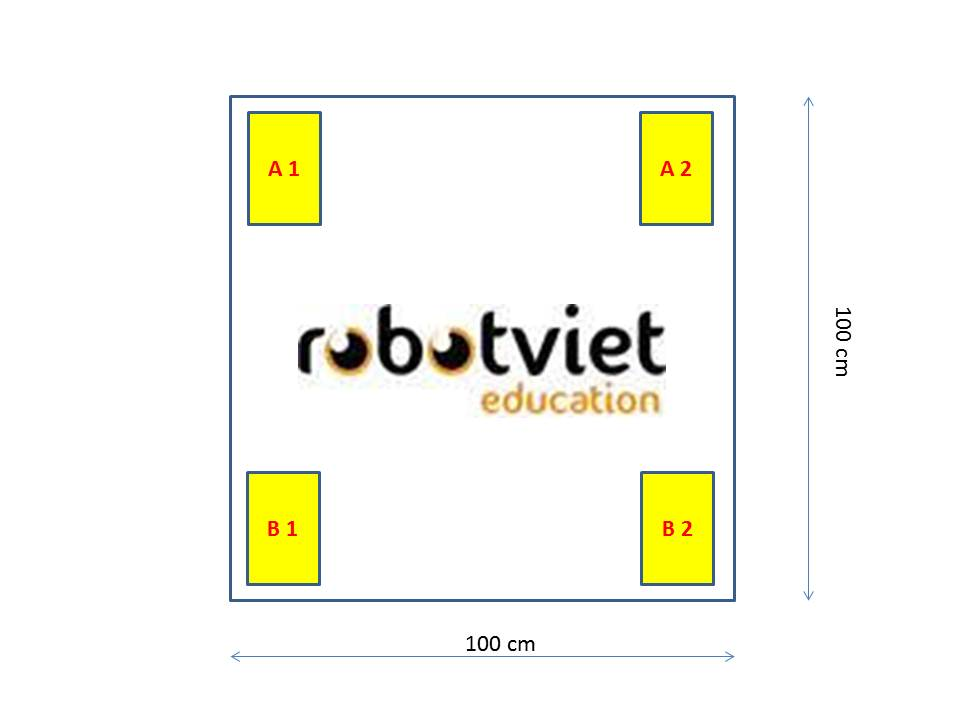 A 1
A 2
robotviet
education
100 cm
B 1
B 2
100 cm